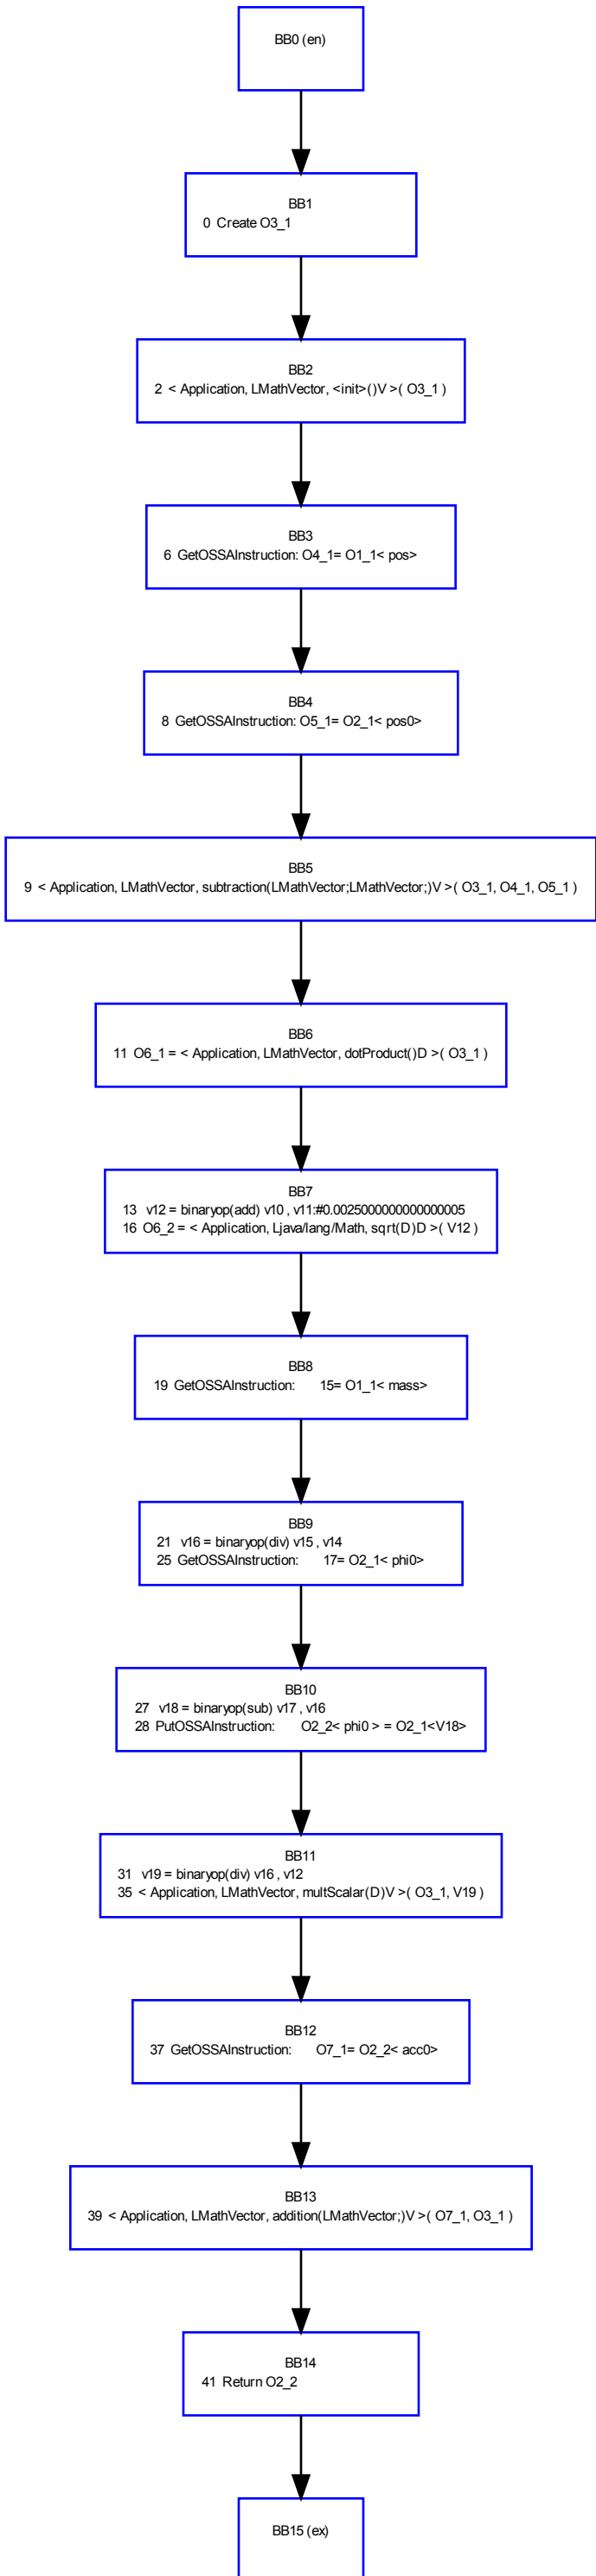 BB0 (en)
BB1
0 Create O3_1
BB2
2 < Application, LMathVector, <init>()V >( O3_1 )
BB3
6 GetOSSAInstruction: O4_1= O1_1< pos>
BB4
8 GetOSSAInstruction: O5_1= O2_1< pos0>
BB5
9 < Application, LMathVector, subtraction(LMathVector;LMathVector;)V >( O3_1, O4_1, O5_1 )
BB6
11 O6_1 = < Application, LMathVector, dotProduct()D >( O3_1 )
BB7
13 v12 = binaryop(add) v10 , v11:#0.0025000000000000005
16 O6_2 = < Application, Ljava/lang/Math, sqrt(D)D >( V12 )
BB8
19 GetOSSAInstruction: 15= O1_1< mass>
BB9
21 v16 = binaryop(div) v15 , v14
25 GetOSSAInstruction: 17= O2_1< phi0>
BB10
27 v18 = binaryop(sub) v17 , v16
28 PutOSSAInstruction: O2_2< phi0 > = O2_1<V18>
BB11
31 v19 = binaryop(div) v16 , v12
35 < Application, LMathVector, multScalar(D)V >( O3_1, V19 )
BB12
37 GetOSSAInstruction: O7_1= O2_2< acc0>
BB13
39 < Application, LMathVector, addition(LMathVector;)V >( O7_1, O3_1 )
BB14
41 Return O2_2
BB15 (ex)